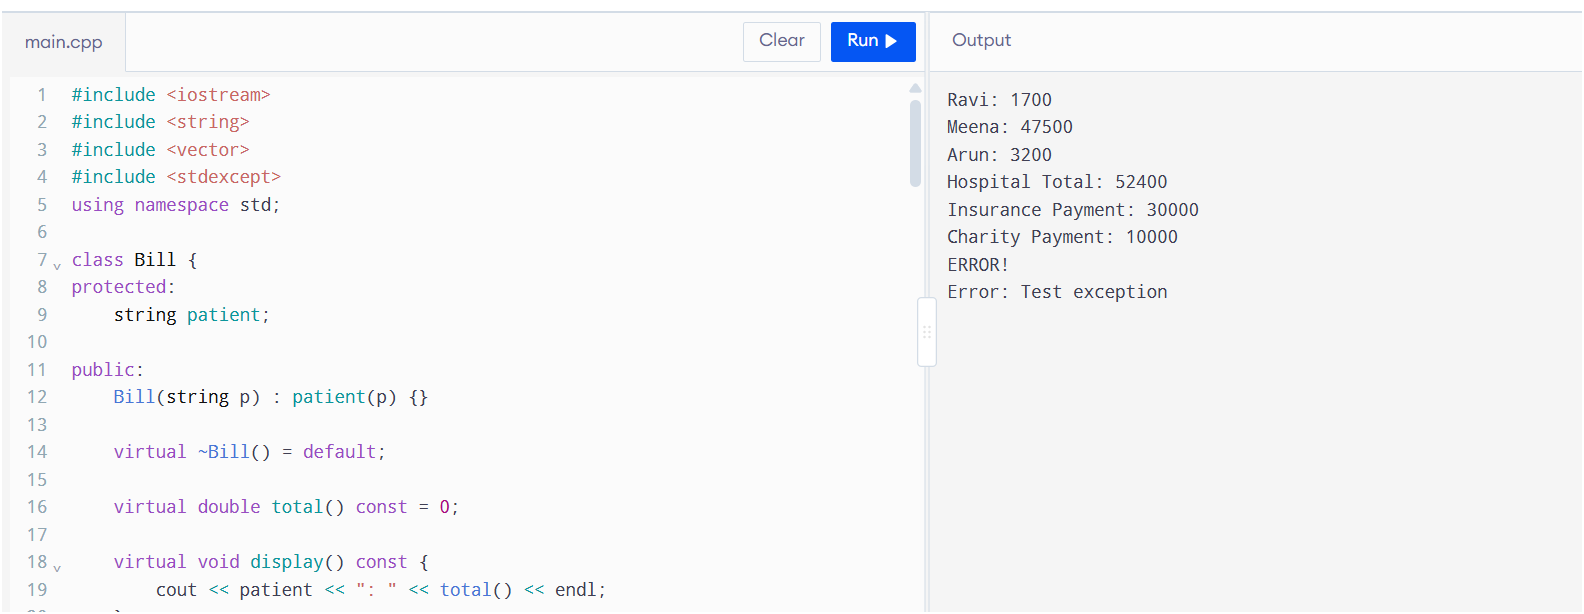 main.cpp
Clear
Run
Output
1 #include <iostream>
2 #include <string>
3 #include <vector>
4 #include <stdexcept>
5 using namespace std;
6
7 class Bill {
8 protected:
9     string patient;
10
11 public:
12     Bill(string p) : patient(p) {}
13
14     virtual ~Bill() = default;
15
16     virtual double total() const = 0;
17
18     virtual void display() const {
19         cout << patient << ": " << total() << endl;
Ravi: 1700
Meena: 47500
Arun: 3200
Hospital Total: 52400
Insurance Payment: 30000
Charity Payment: 10000
ERROR!
Error: Test exception